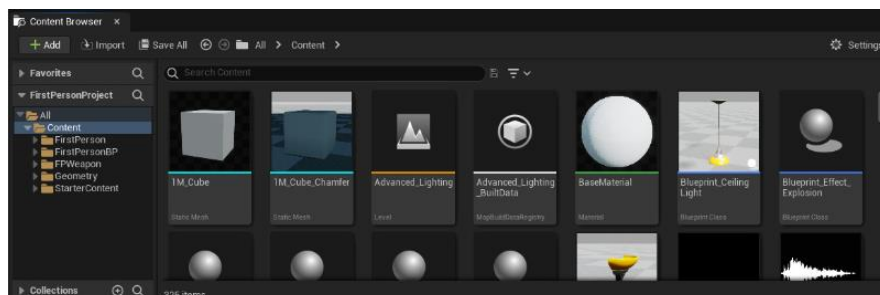 Content Browser ×
+ Add Import Save All All > Content > Settings
Favorites
Search Content
FirstPersonProject
All
Content
FirstPerson
FirstPersonBP
FPWeapon
Geometry
StarterContent
1M_Cube
Static Mesh
1M_Cube_Chamfer
Static Mesh
Advanced_Lighting
Level
Advanced_Lighting
_BuiltData
MapBuildDataRegistry
BaseMaterial
Material
Blueprint_Ceiling
Light
Blueprint Class
Blueprint_Effect_
Explosion
Blueprint Class
Collections
325 items